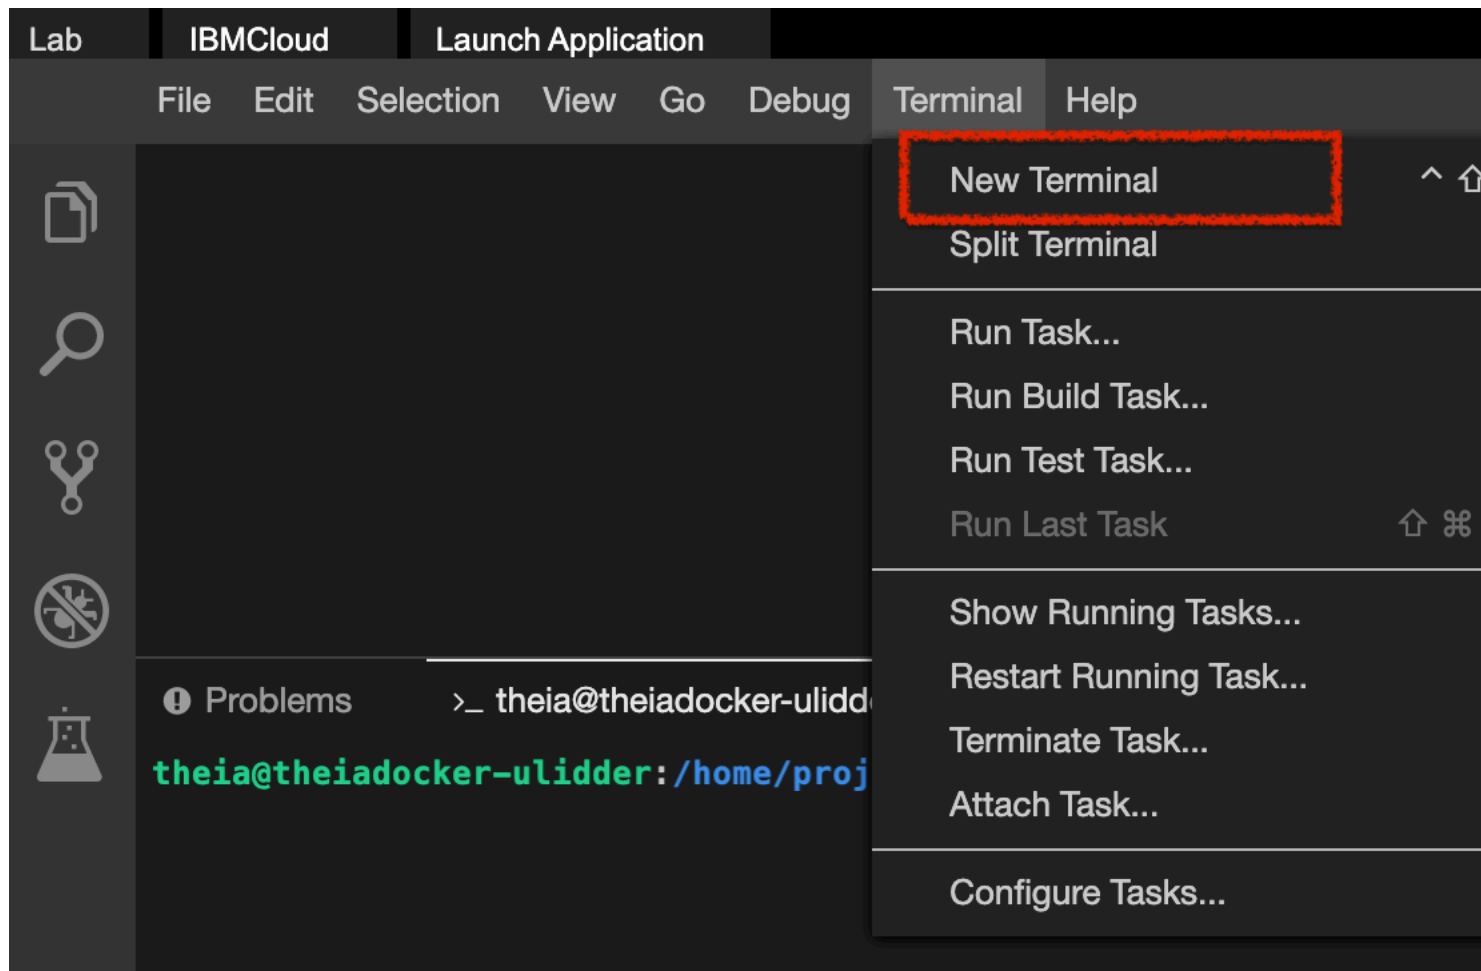 Lab IBMCloud Launch Application
File Edit Selection View Go Debug Terminal Help
New Terminal ^ ⇧
Split Terminal
Run Task...
Run Build Task...
Run Test Task...
Run Last Task ⇧ ⌘
Show Running Tasks...
Restart Running Task...
Terminate Task...
Attach Task...
Configure Tasks...
Problems >_ theia@theiadocker-ulidd
theia@theiadocker-ulidder:/home/proj